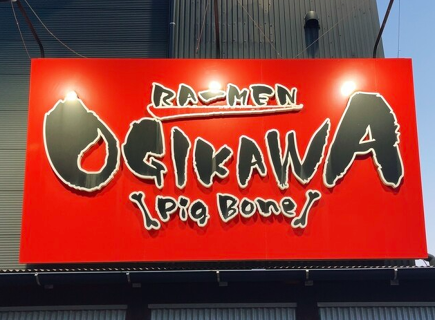 RA-MEN
OGIKAWA
Pig Bone